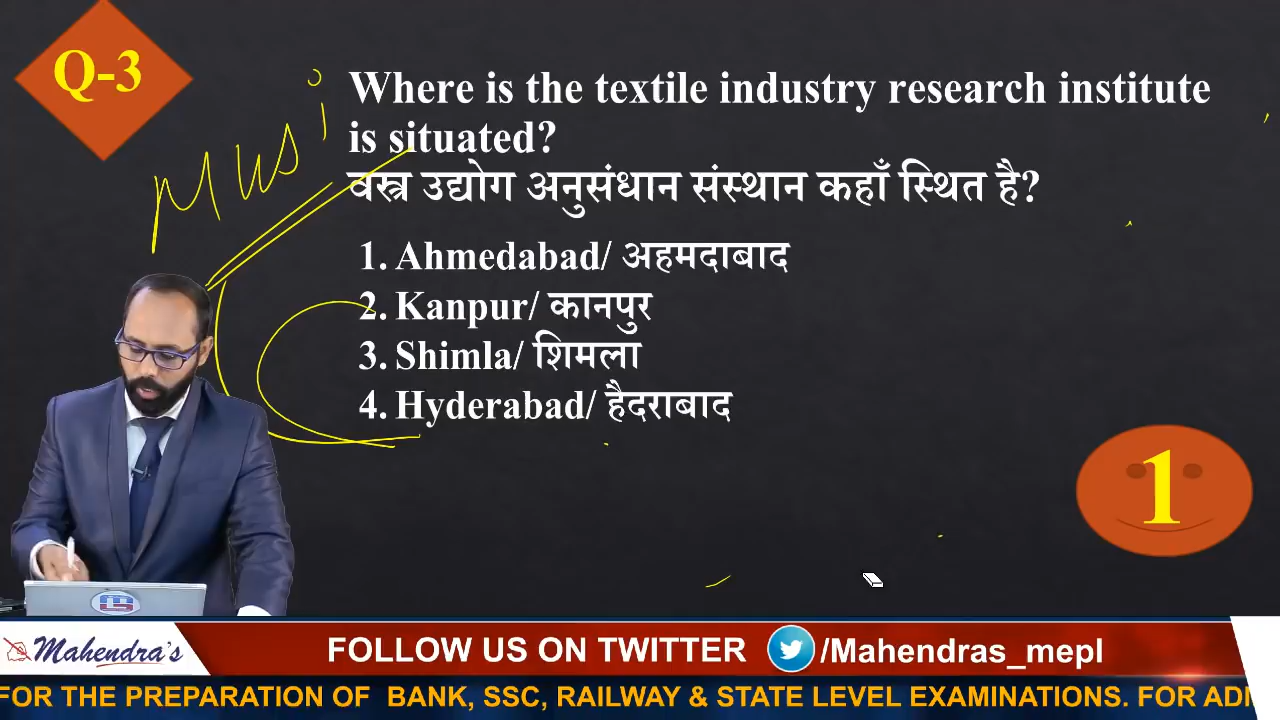 Q-3
Where is the textile industry research institute
is situated?
वस्त्र उद्योग अनुसंधान संस्थान कहाँ स्थित है?
1. Ahmedabad/ अहमदाबाद
2. Kanpur/ कानपुर
3. Shimla/ शिमला
4. Hyderabad/ हैदराबाद
Musi
1
Mahendra's
FOLLOW US ON TWITTER /Mahendras_mepl
FOR THE PREPARATION OF BANK, SSC, RAILWAY & STATE LEVEL EXAMINATIONS. FOR ADM